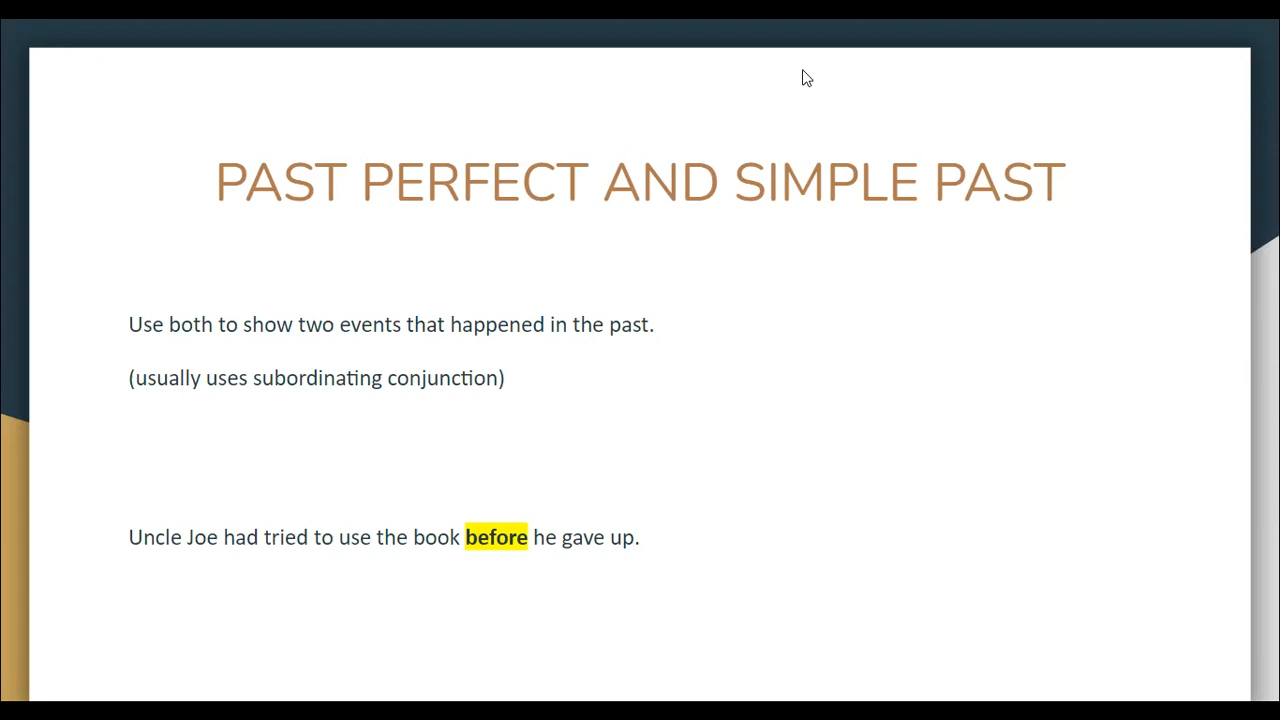 PAST PERFECT AND SIMPLE PAST
Use both to show two events that happened in the past.
(usually uses subordinating conjunction)
Uncle Joe had tried to use the book before he gave up.